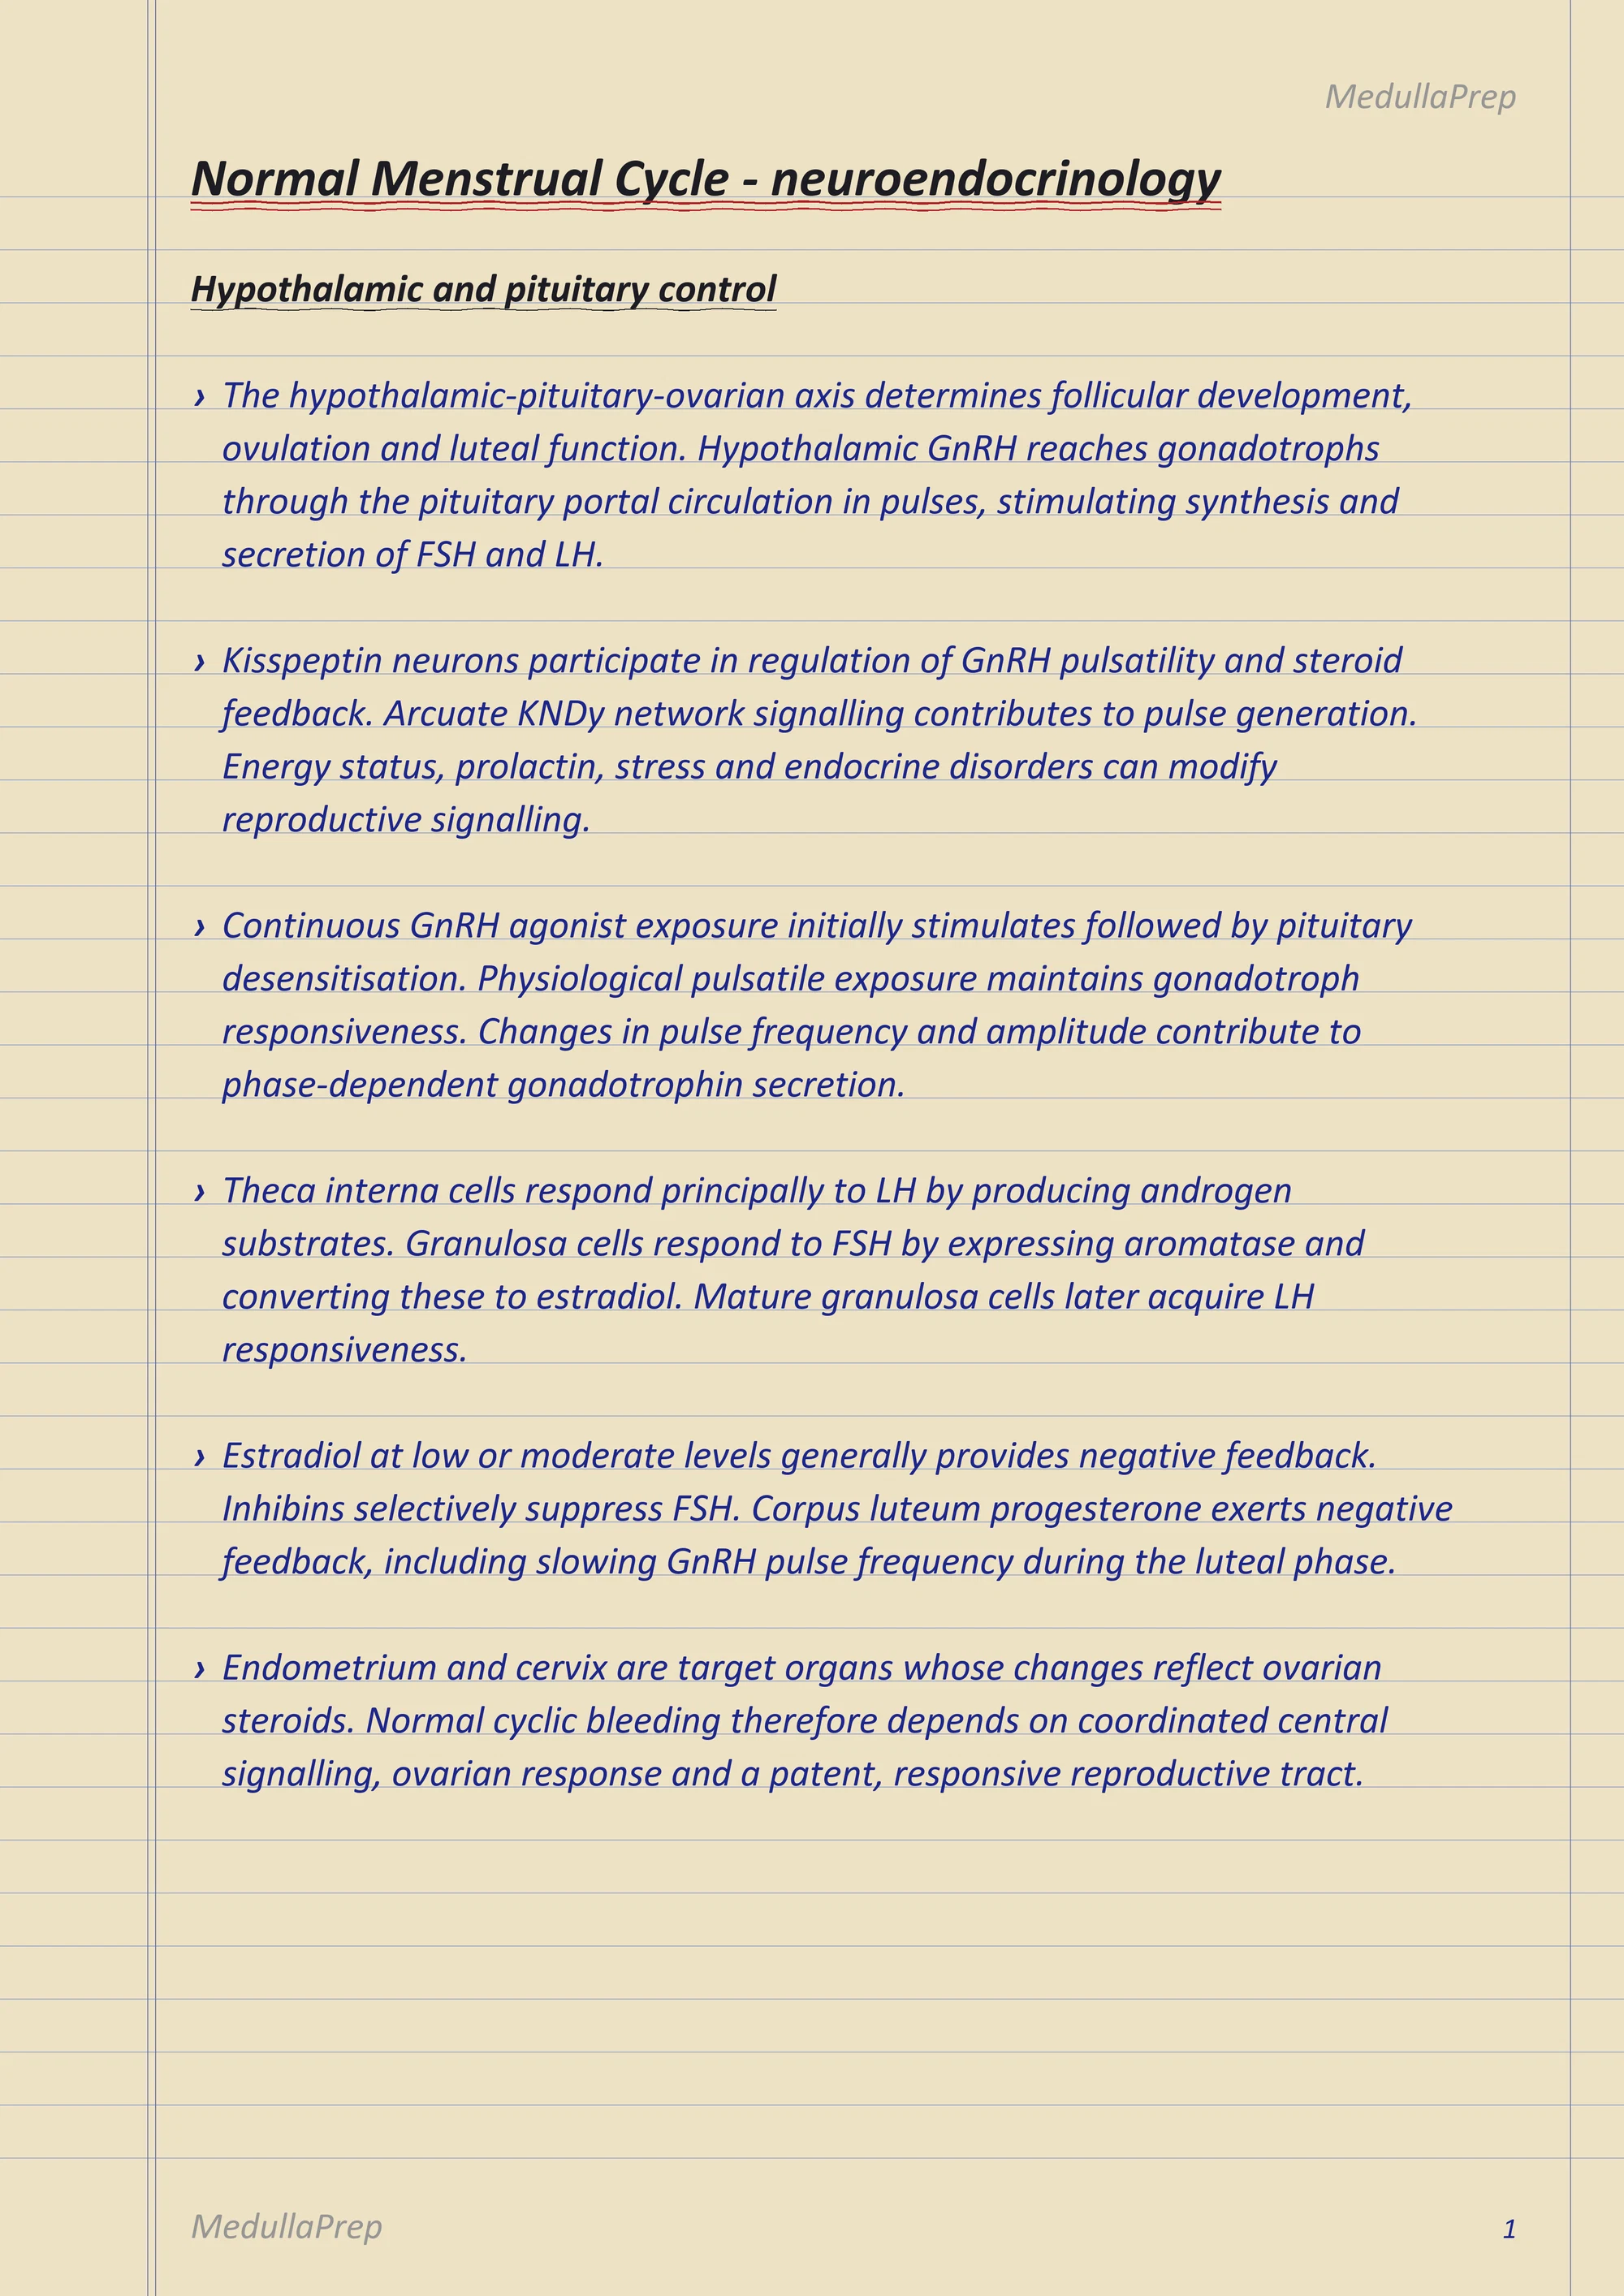 MedullaPrep
Normal Menstrual Cycle - neuroendocrinology
Hypothalamic and pituitary control
› The hypothalamic-pituitary-ovarian axis determines follicular development,
ovulation and luteal function. Hypothalamic GnRH reaches gonadotrophs
through the pituitary portal circulation in pulses, stimulating synthesis and
secretion of FSH and LH.
› Kisspeptin neurons participate in regulation of GnRH pulsatility and steroid
feedback. Arcuate KNDy network signalling contributes to pulse generation.
Energy status, prolactin, stress and endocrine disorders can modify
reproductive signalling.
› Continuous GnRH agonist exposure initially stimulates followed by pituitary
desensitisation. Physiological pulsatile exposure maintains gonadotroph
responsiveness. Changes in pulse frequency and amplitude contribute to
phase-dependent gonadotrophin secretion.
› Theca interna cells respond principally to LH by producing androgen
substrates. Granulosa cells respond to FSH by expressing aromatase and
converting these to estradiol. Mature granulosa cells later acquire LH
responsiveness.
› Estradiol at low or moderate levels generally provides negative feedback.
Inhibins selectively suppress FSH. Corpus luteum progesterone exerts negative
feedback, including slowing GnRH pulse frequency during the luteal phase.
› Endometrium and cervix are target organs whose changes reflect ovarian
steroids. Normal cyclic bleeding therefore depends on coordinated central
signalling, ovarian response and a patent, responsive reproductive tract.
MedullaPrep
1